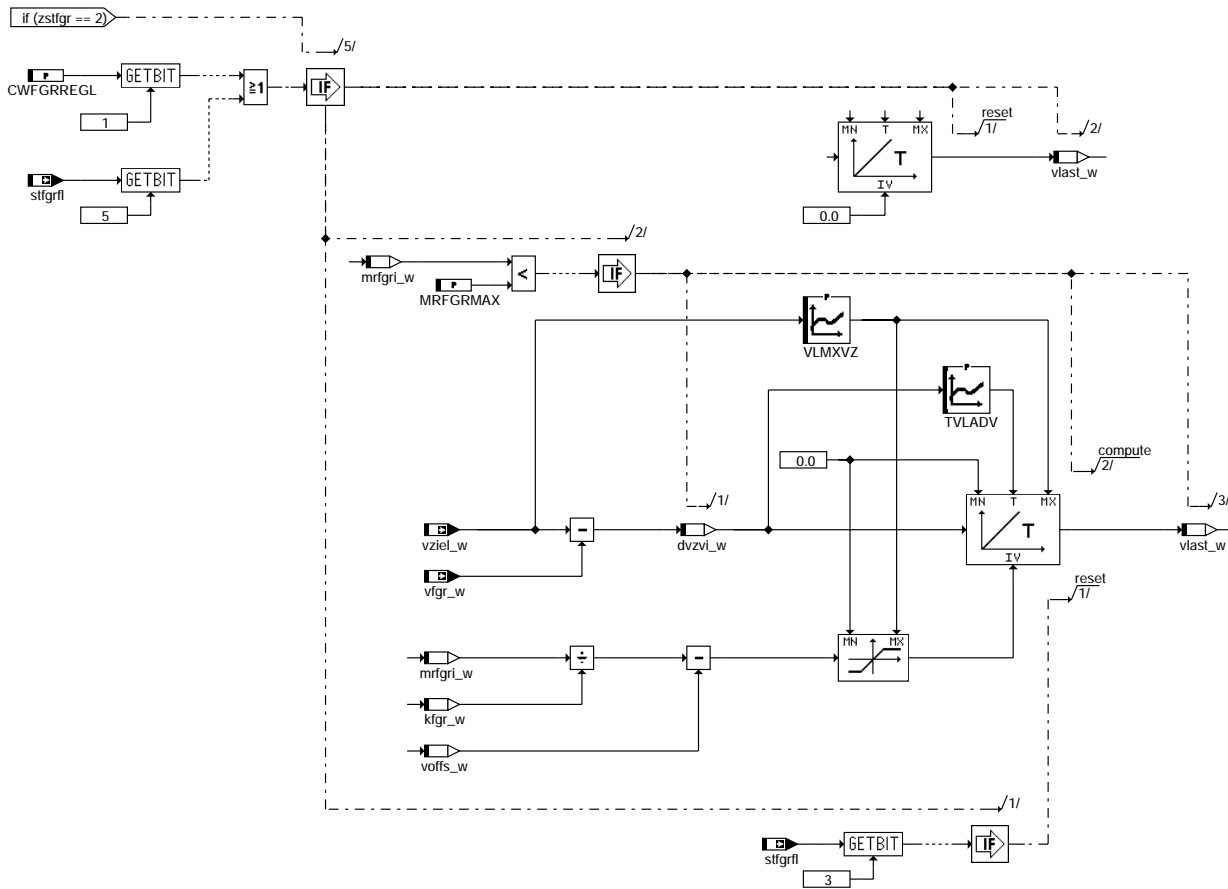 if (zstfgr == 2)
/5/
P
CWFGRREGL
GETBIT
1
≧1
IF
reset
1/
/2/
MN T MX
T
IV
0.0
vlast_w
stfgrfl
GETBIT
5
/2/
mrfgri_w
P
MRFGRMAX
<
IF
P
VLMXVZ
P
TVLADV
compute
2/
0.0
/1/
/3/
MN T MX
T
IV
vziel_w
-
dvzvi_w
vlast_w
vfgr_w
reset
1/
MN MX
mrfgri_w
÷
-
kfgr_w
voffs_w
/1/
stfgrfl
GETBIT
IF
3